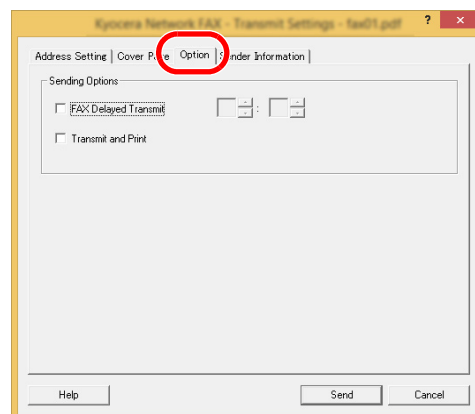 Kyocera Network FAX - Transmit Settings - fax01.pdf ? ×
Address Setting Cover Page Option Sender Information
Sending Options
FAX Delayed Transmit :
Transmit and Print
Help Send Cancel